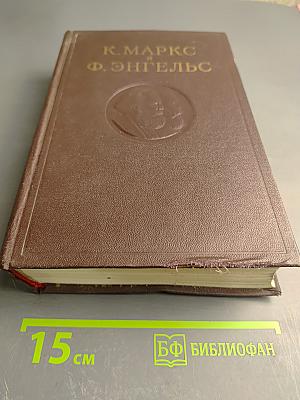 К. МАРКС
и
Ф. ЭНГЕЛЬС
15 см
БФ БИБЛИОФАН